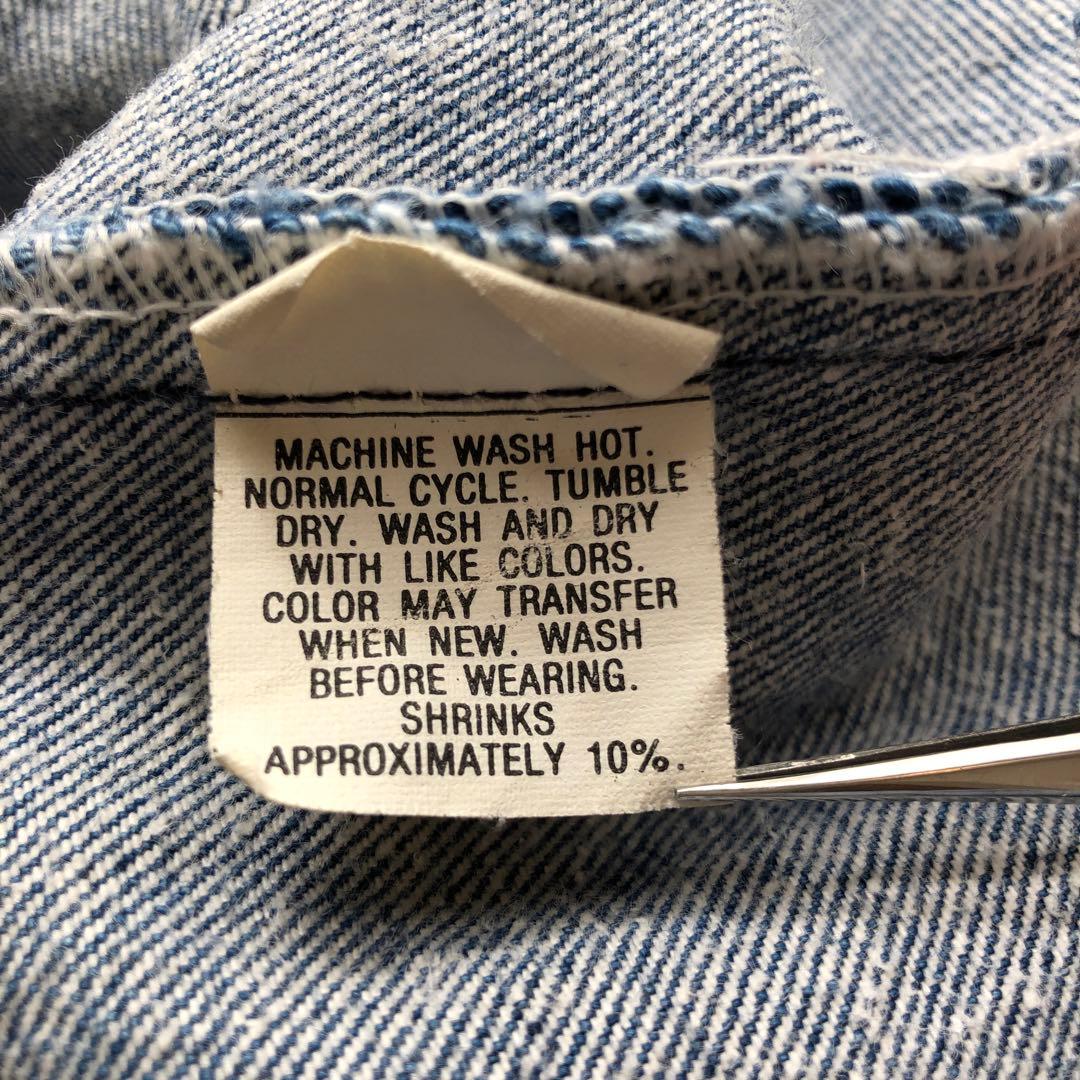 MACHINE WASH HOT.
NORMAL CYCLE. TUMBLE
DRY. WASH AND DRY
WITH LIKE COLORS.
COLOR MAY TRANSFER
WHEN NEW. WASH
BEFORE WEARING.
SHRINKS
APPROXIMATELY 10%.